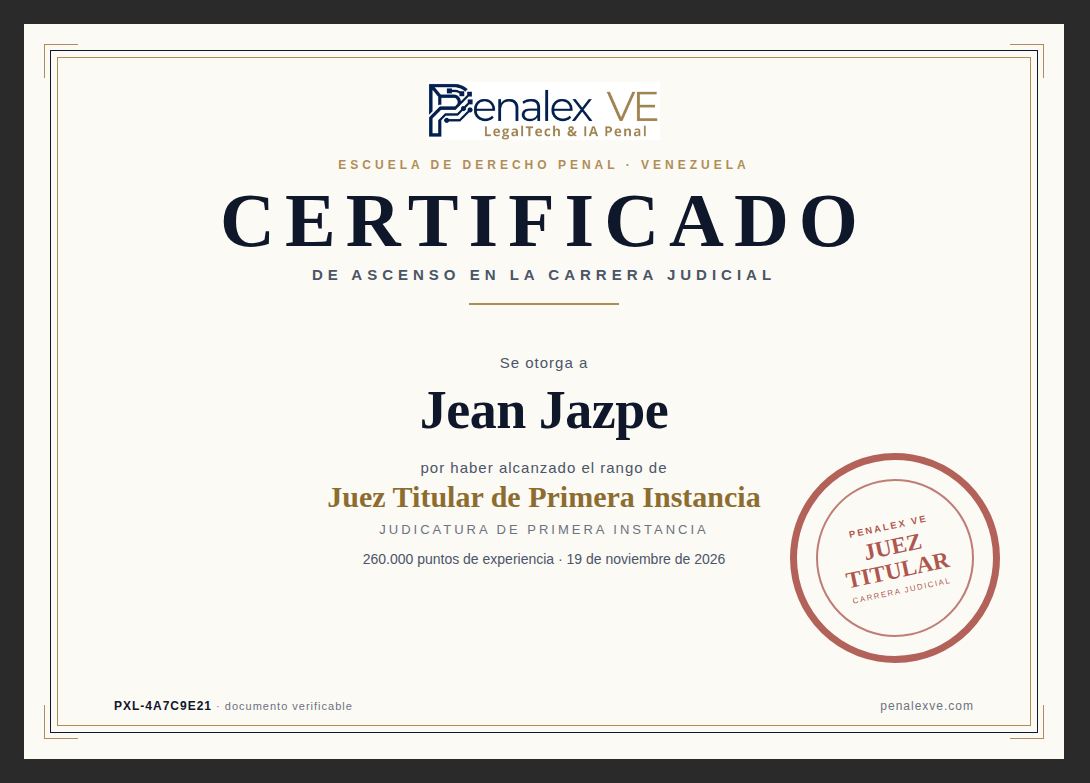 Penalex VE
LegalTech & IA Penal
ESCUELA DE DERECHO PENAL · VENEZUELA
CERTIFICADO
DE ASCENSO EN LA CARRERA JUDICIAL
Se otorga a
Jean Jazpe
por haber alcanzado el rango de
Juez Titular de Primera Instancia
JUDICATURA DE PRIMERA INSTANCIA
260.000 puntos de experiencia · 19 de noviembre de 2026
PENALEX VE
JUEZ
TITULAR
CARRERA JUDICIAL
PXL-4A7C9E21 · documento verificable
penalexve.com